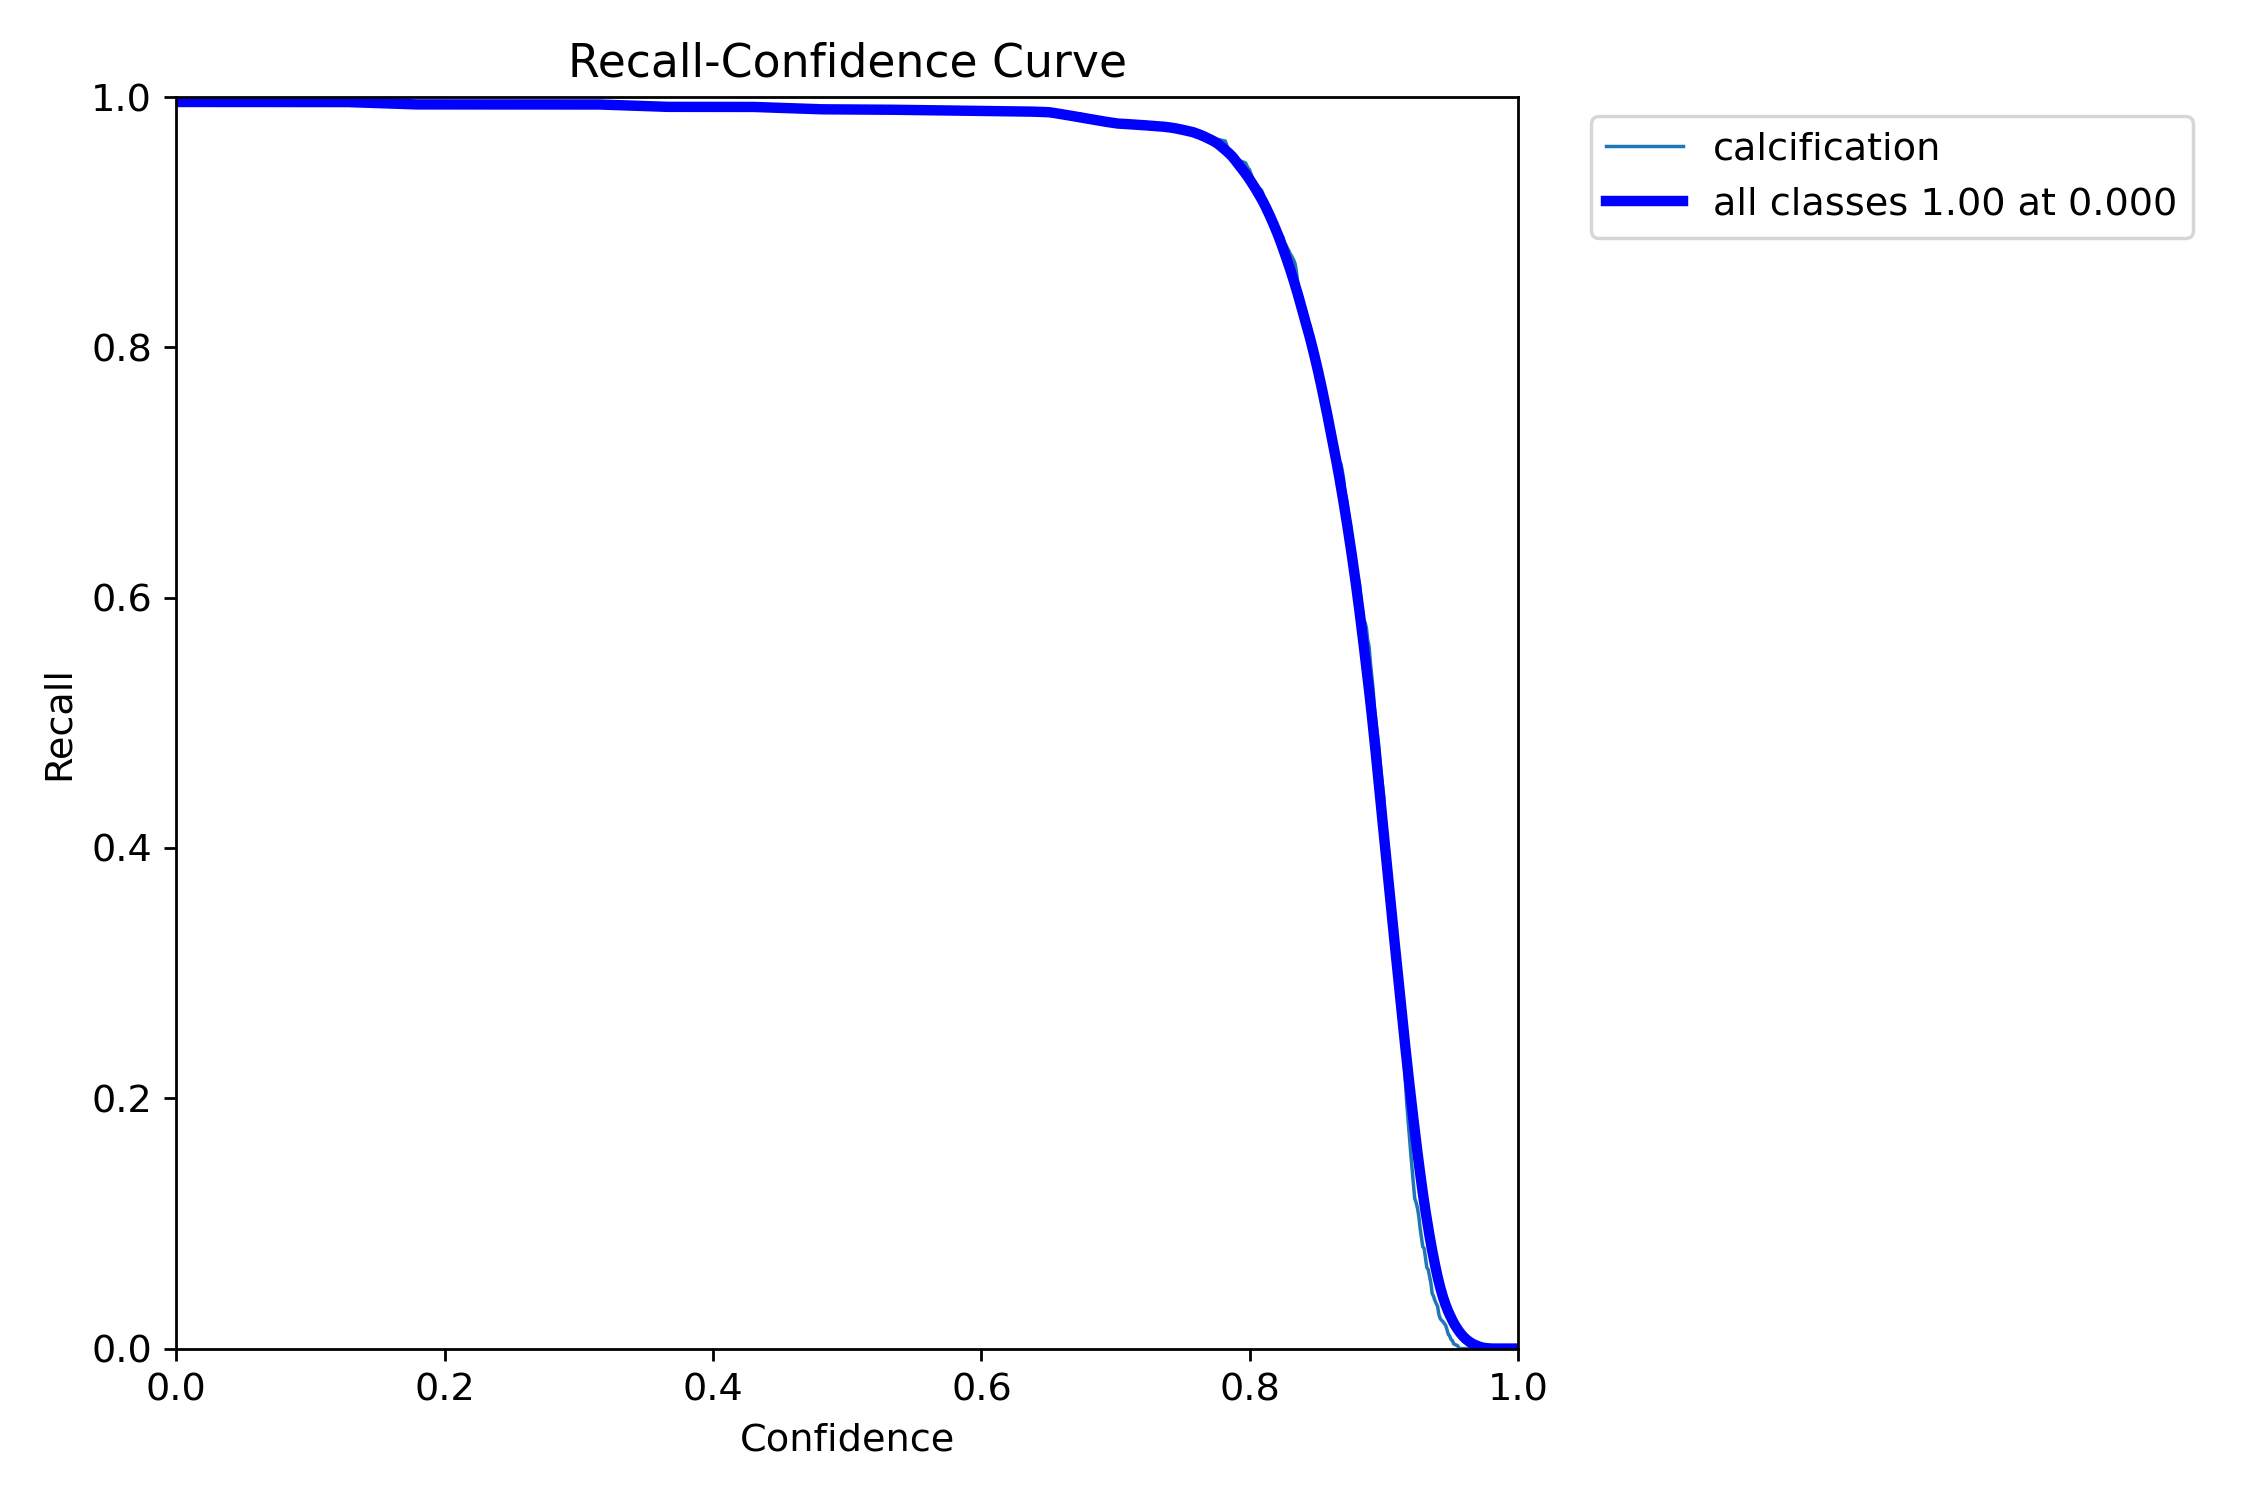 Recall-Confidence Curve
1.0
0.8
0.6
0.4
0.2
0.0
Recall
0.0 0.2 0.4 0.6 0.8 1.0
Confidence
calcification
all classes 1.00 at 0.000